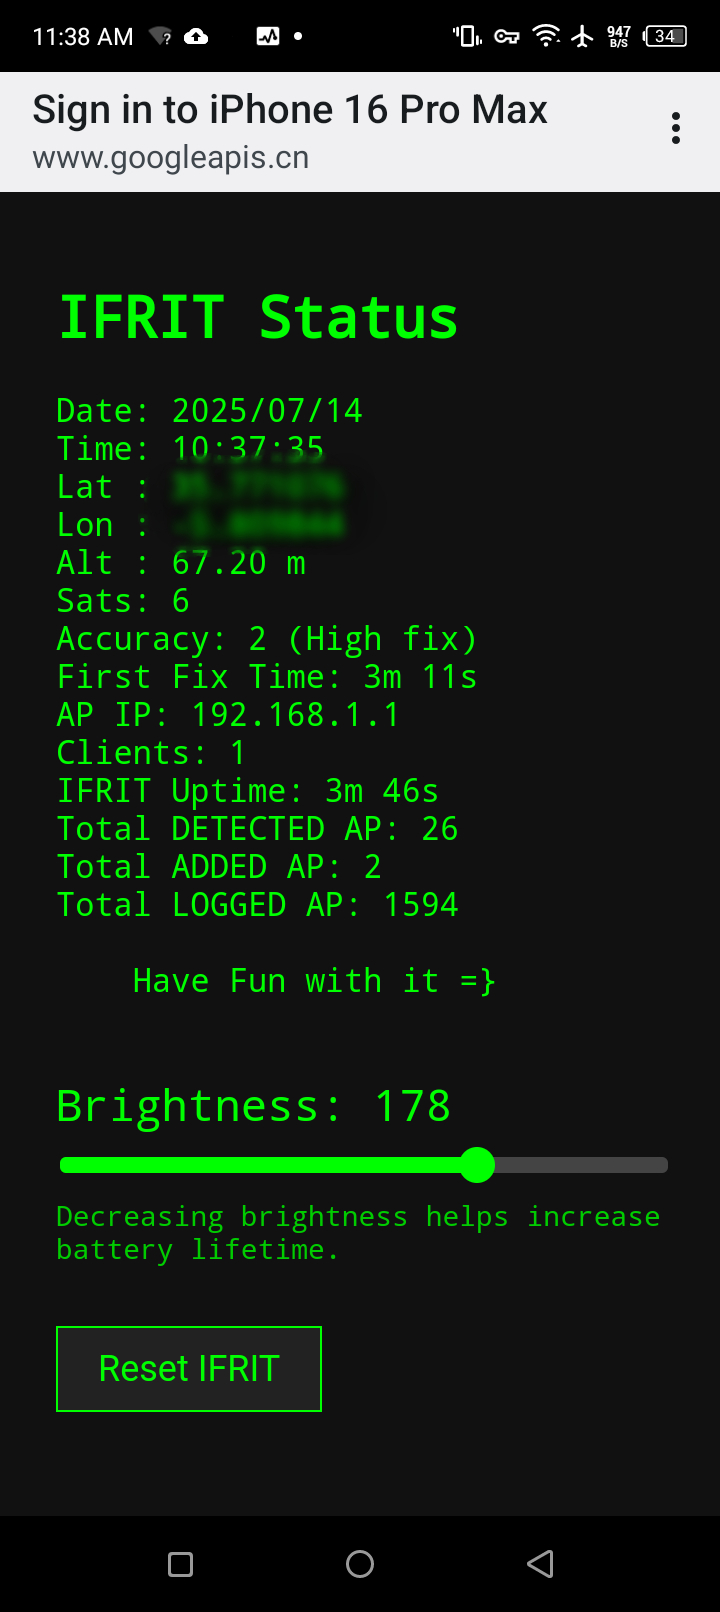 11:38 AM
947
B/S
34
Sign in to iPhone 16 Pro Max
www.googleapis.cn
IFRIT Status
Date: 2025/07/14
Time: 10:37:35
Lat :
Lon :
Alt : 67.20 m
Sats: 6
Accuracy: 2 (High fix)
First Fix Time: 3m 11s
AP IP: 192.168.1.1
Clients: 1
IFRIT Uptime: 3m 46s
Total DETECTED AP: 26
Total ADDED AP: 2
Total LOGGED AP: 1594
Have Fun with it =}
Brightness: 178
Decreasing brightness helps increase
battery lifetime.
Reset IFRIT